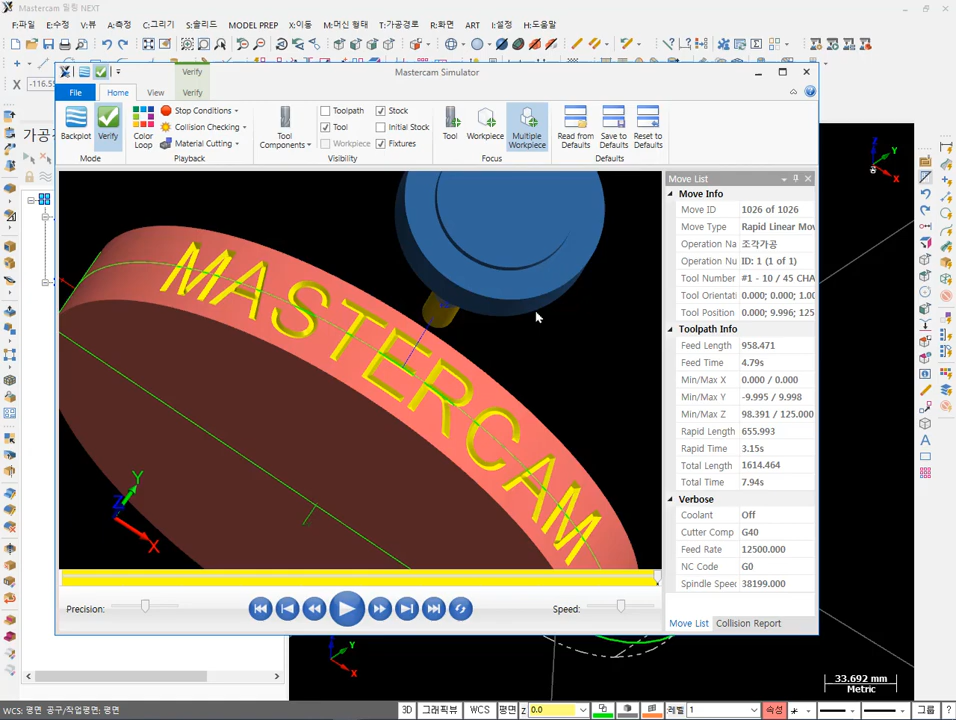 Mastercam 밀링 NEXT
F:파일 E:수정 V:뷰 A:측정 C:그리기 S:솔리드 MODEL PREP X:이동 M:머신 형태 T:가공경로 R:화면 ART I:설정 H:도움말
Mastercam Simulator
Verify
File Home View Verify
X -116.55
가공
Backplot
Verify
Mode
Color Loop
Stop Conditions
Collision Checking
Material Cutting
Playback
Tool Components
Toolpath
Tool
Workpiece
Stock
Initial Stock
Fixtures
Visibility
Tool
Workpiece
Multiple Workpiece
Focus
Read from Defaults
Save to Defaults
Reset to Defaults
Defaults
MASTERCAM
Z Y X
Precision:
Speed:
Move List
Move Info
Move ID 1026 of 1026
Move Type Rapid Linear Mov
Operation Na 조각가공
Operation Nu ID: 1 (1 of 1)
Tool Number #1 - 10 / 45 CHA
Tool Orientati 0.000; 0.000; 1.00
Tool Position 0.000; 9.996; 125
Toolpath Info
Feed Length 958.471
Feed Time 4.79s
Min/Max X 0.000 / 0.000
Min/Max Y -9.995 / 9.998
Min/Max Z 98.391 / 125.000
Rapid Length 655.993
Rapid Time 3.15s
Total Length 1614.464
Total Time 7.94s
Verbose
Coolant Off
Cutter Comp G40
Feed Rate 12500.000
NC Code G0
Spindle Speed 38199.000
Move List Collision Report
Z Y X
Y X
33.692 mm
Metric
WCS: 평면 공구/작업평면: 평면
3D 그래픽뷰 WCS 평면 Z 0.0 레벨 1 속성 그룹 ?